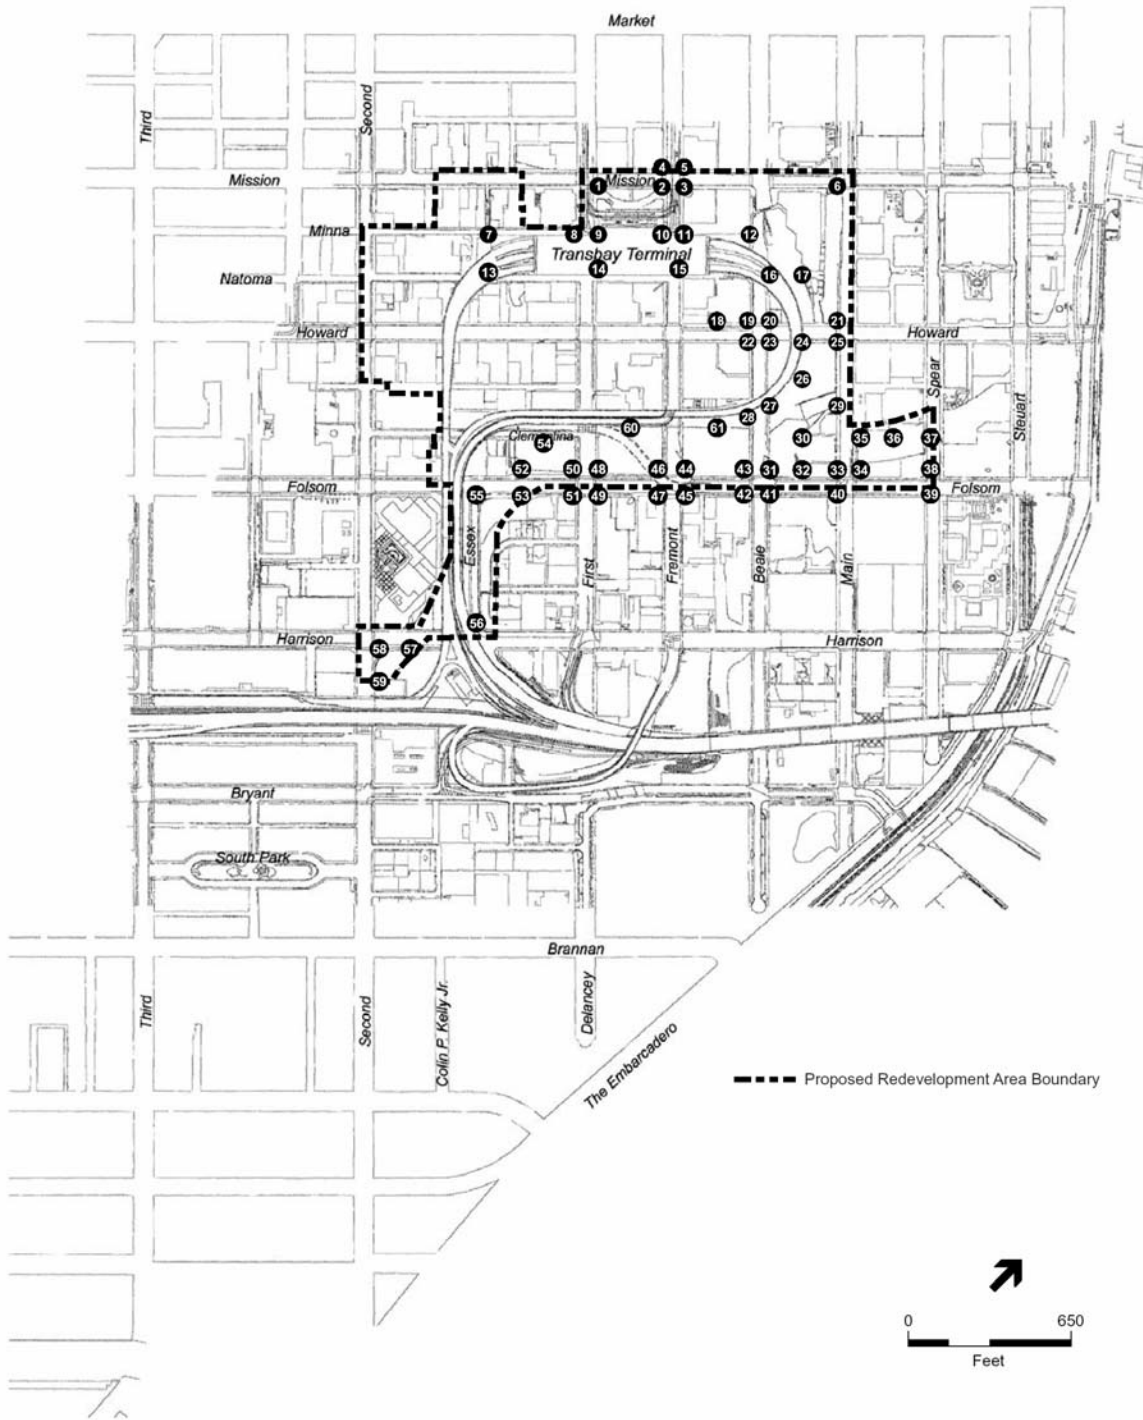 Market
Third
Second
4 5
Mission
1 Mission 2 3 6
Minna
7 8 9 10 11 12
Transbay Terminal
13 14 15 16 17
Natoma
18 19 20 21
Howard
Howard
22 23 24 25
Spear
Steuart
26
27 28 29
60 61
Clementina
54 30 35 36 37
52 50 48 46 44 43 31 32 33 34 38
Folsom
Folsom
55 53 51 49 47 45 42 41 40 39
Essex
First
Fremont
Beale
Main
56
Harrison
Harrison
58 57
59
Bryant
South Park
Brannan
Third
Second
Colin P. Kelly Jr.
Delancey
The Embarcadero
Proposed Redevelopment Area Boundary
0 650
Feet